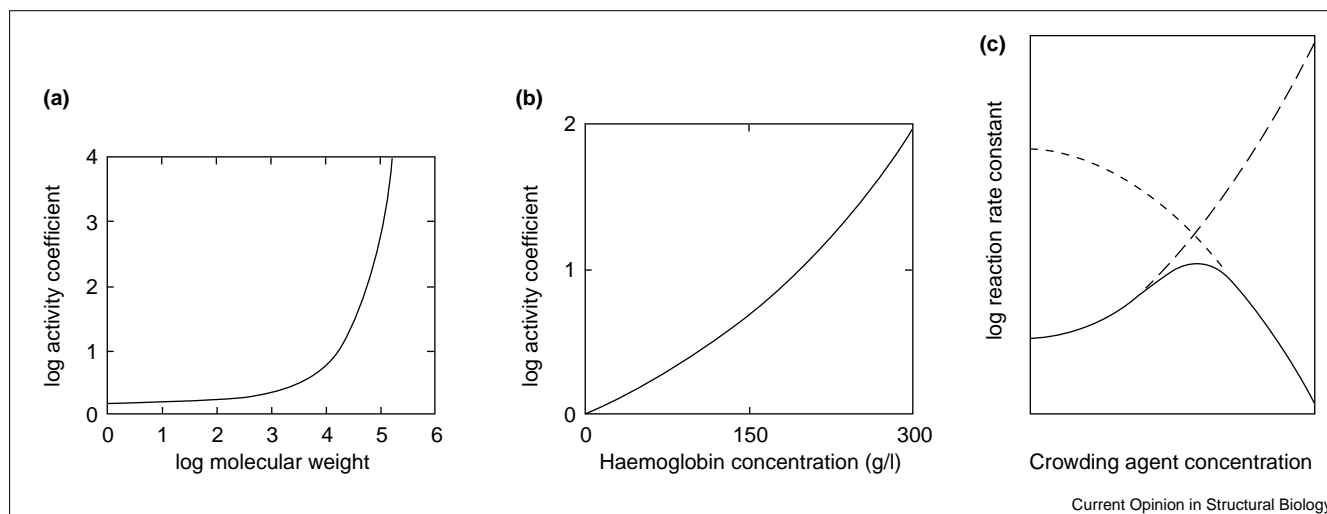 (a)
log activity coefficient
4
3
2
1
0
0 1 2 3 4 5 6
log molecular weight
(b)
log activity coefficient
2
1
0
0 150 300
Haemoglobin concentration (g/l)
(c)
log reaction rate constant
Crowding agent concentration
Current Opinion in Structural Biology